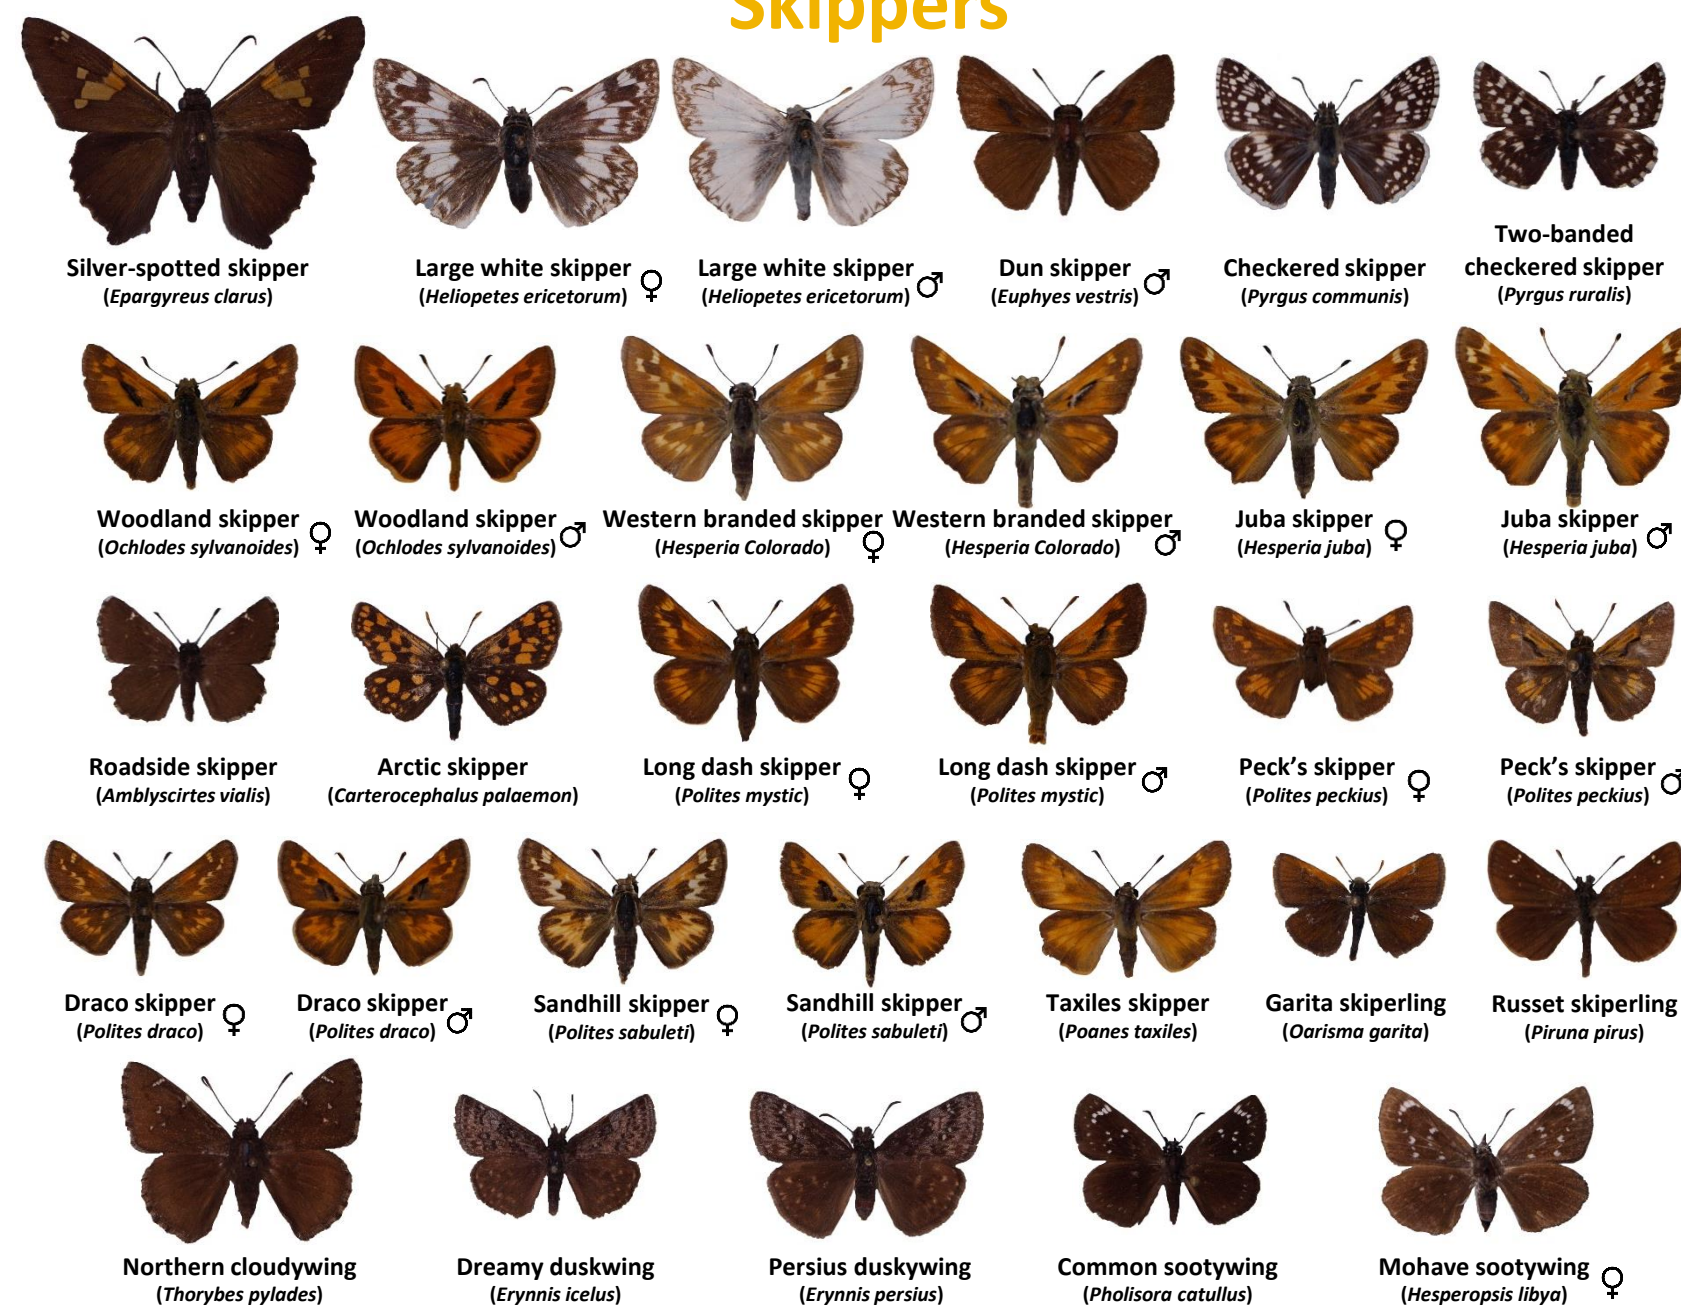 Skippers
Silver-spotted skipper
(Epargyreus clarus)
Large white skipper ♀
(Heliopetes ericetorum)
Large white skipper ♂
(Heliopetes ericetorum)
Dun skipper ♂
(Euphyes vestris)
Checkered skipper
(Pyrgus communis)
Two-banded
checkered skipper
(Pyrgus ruralis)
Woodland skipper ♀
(Ochlodes sylvanoides)
Woodland skipper ♂
(Ochlodes sylvanoides)
Western branded skipper ♀
(Hesperia Colorado)
Western branded skipper ♂
(Hesperia Colorado)
Juba skipper ♀
(Hesperia juba)
Juba skipper ♂
(Hesperia juba)
Roadside skipper
(Amblyscirtes vialis)
Arctic skipper
(Carterocephalus palaemon)
Long dash skipper ♀
(Polites mystic)
Long dash skipper ♂
(Polites mystic)
Peck's skipper ♀
(Polites peckius)
Peck's skipper ♂
(Polites peckius)
Draco skipper ♀
(Polites draco)
Draco skipper ♂
(Polites draco)
Sandhill skipper ♀
(Polites sabuleti)
Sandhill skipper ♂
(Polites sabuleti)
Taxiles skipper
(Poanes taxiles)
Garita skiperling
(Oarisma garita)
Russet skiperling
(Piruna pirus)
Northern cloudywing
(Thorybes pylades)
Dreamy duskwing
(Erynnis icelus)
Persius duskywing
(Erynnis persius)
Common sootywing
(Pholisora catullus)
Mohave sootywing ♀
(Hesperopsis libya)